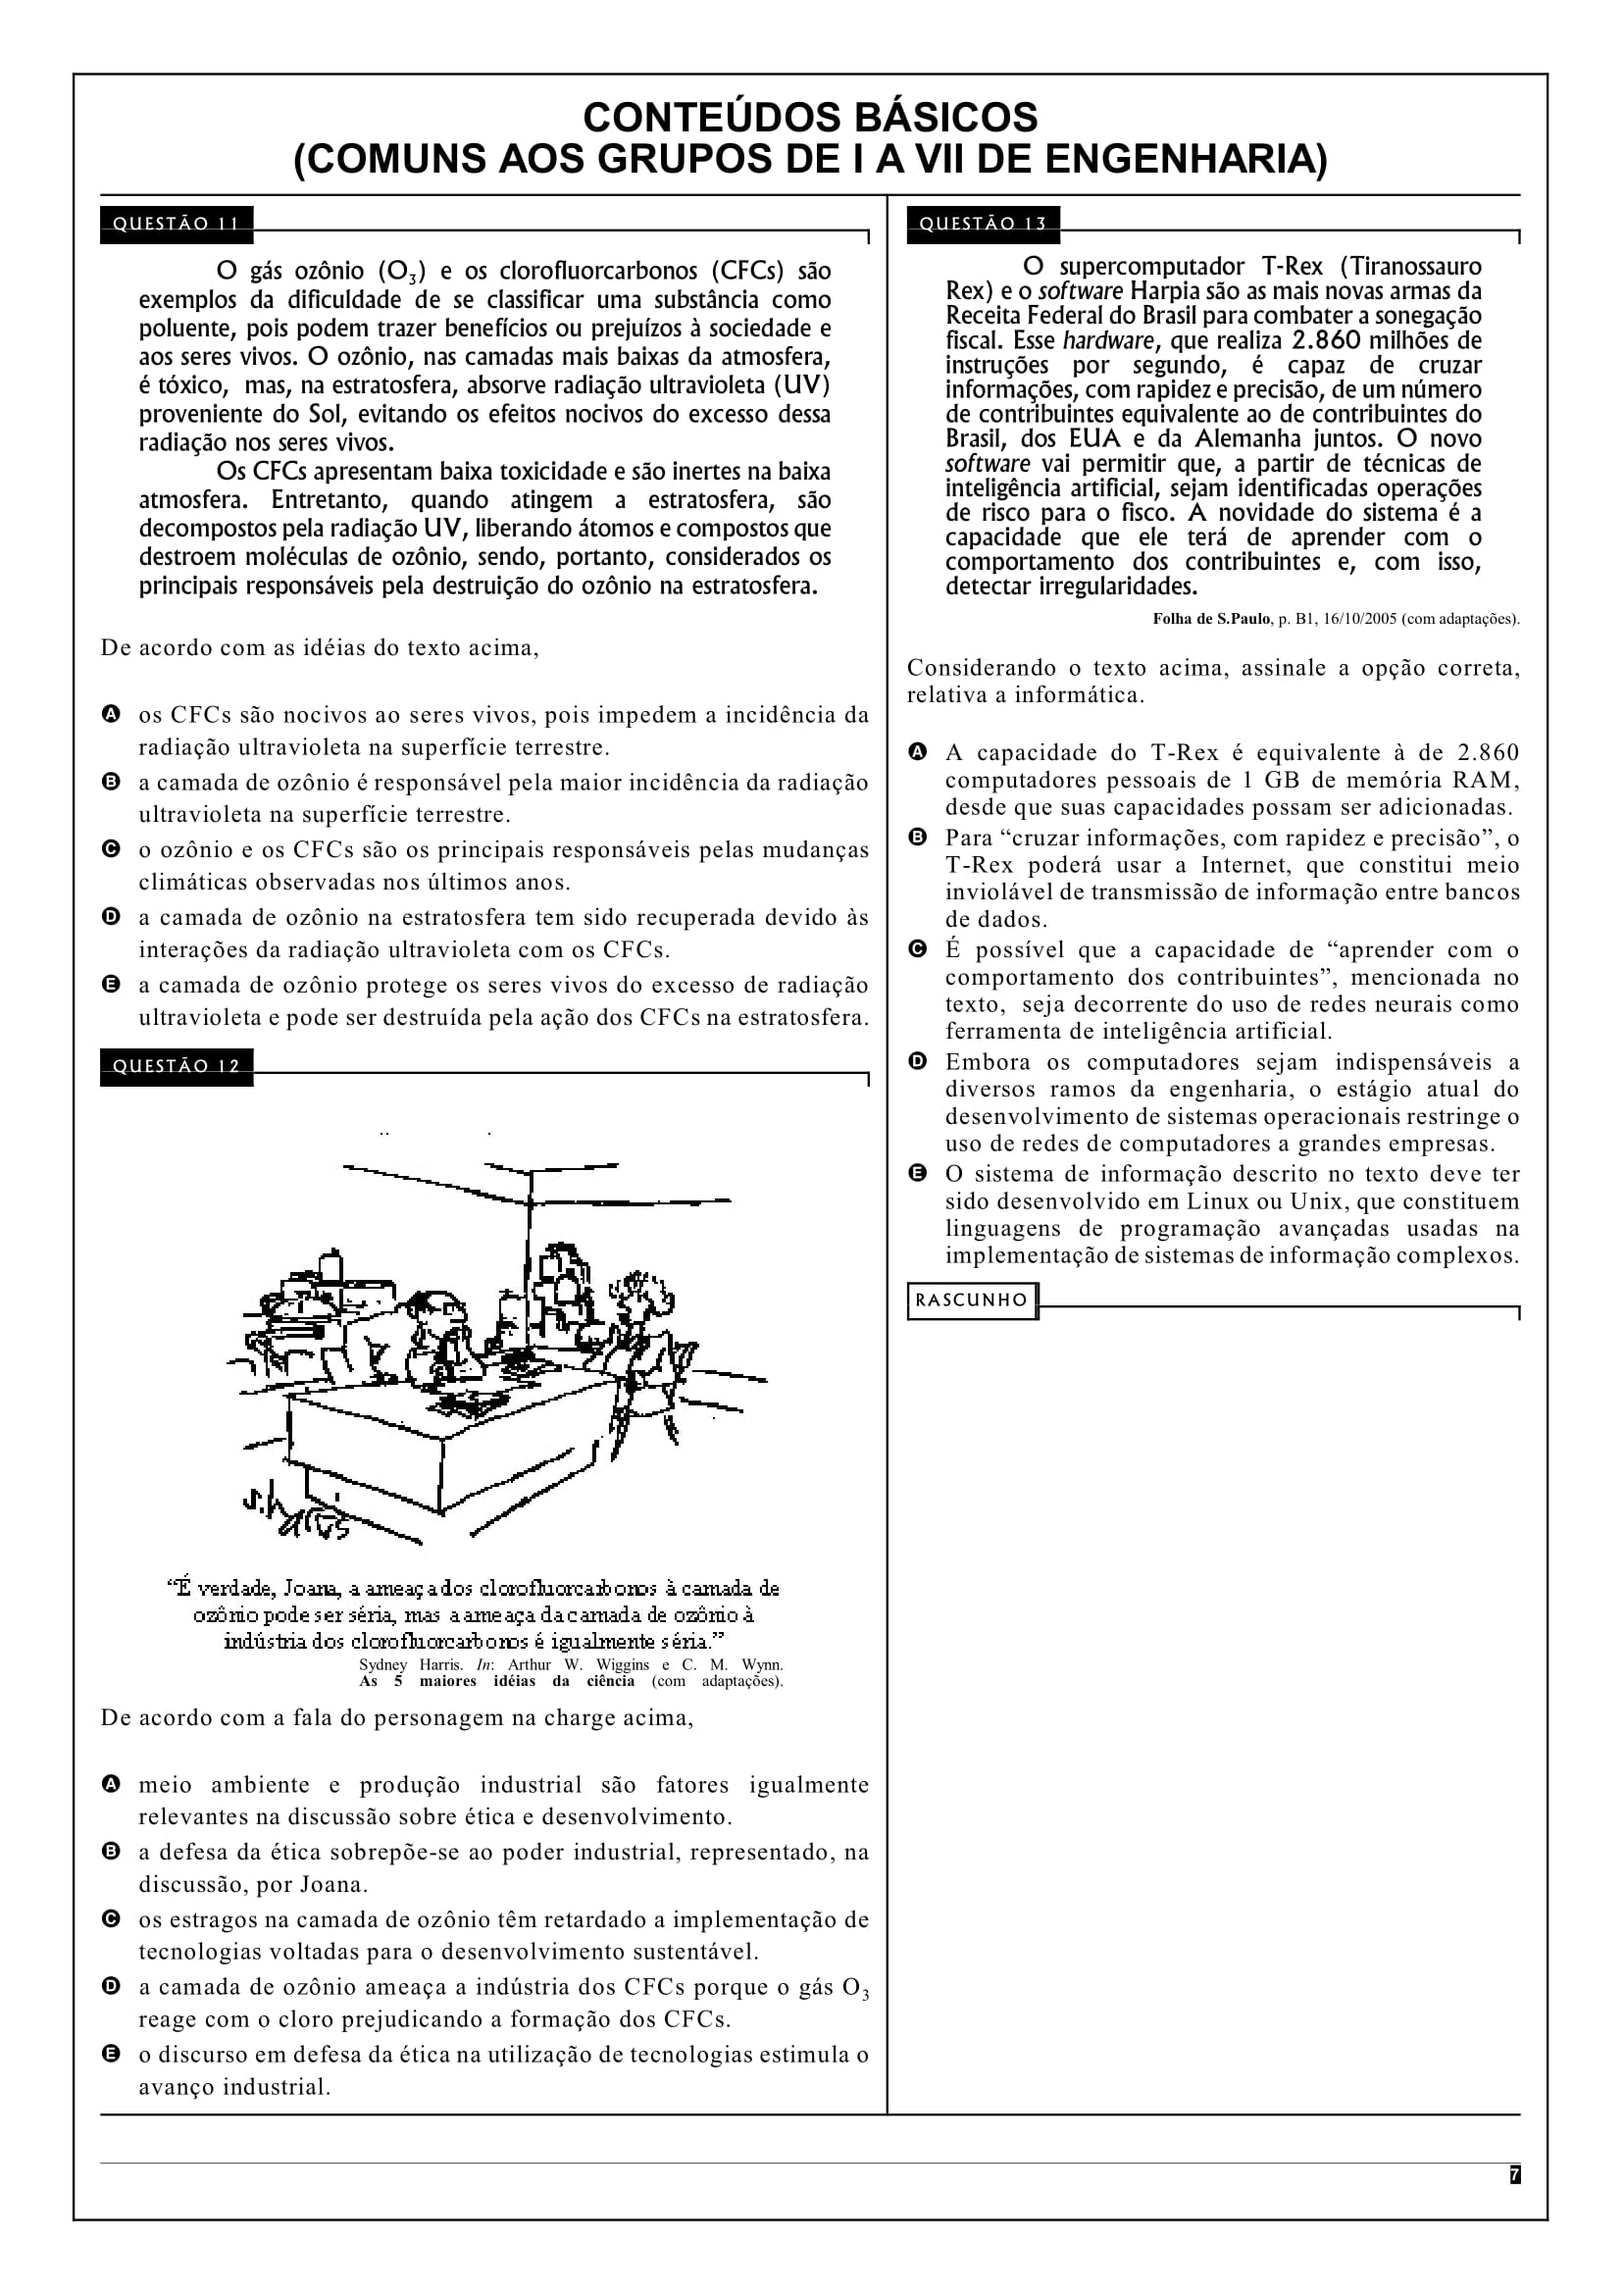 CONTEÚDOS BÁSICOS
(COMUNS AOS GRUPOS DE I A VII DE ENGENHARIA)
QUESTÃO 11
O gás ozônio (O₃) e os clorofluorcarbonos (CFCs) são
exemplos da dificuldade de se classificar uma substância como
poluente, pois podem trazer benefícios ou prejuízos à sociedade e
aos seres vivos. O ozônio, nas camadas mais baixas da atmosfera,
é tóxico, mas, na estratosfera, absorve radiação ultravioleta (UV)
proveniente do Sol, evitando os efeitos nocivos do excesso dessa
radiação nos seres vivos.
Os CFCs apresentam baixa toxicidade e são inertes na baixa
atmosfera. Entretanto, quando atingem a estratosfera, são
decompostos pela radiação UV, liberando átomos e compostos que
destroem moléculas de ozônio, sendo, portanto, considerados os
principais responsáveis pela destruição do ozônio na estratosfera.
De acordo com as idéias do texto acima,
A os CFCs são nocivos ao seres vivos, pois impedem a incidência da
radiação ultravioleta na superfície terrestre.
B a camada de ozônio é responsável pela maior incidência da radiação
ultravioleta na superfície terrestre.
C o ozônio e os CFCs são os principais responsáveis pelas mudanças
climáticas observadas nos últimos anos.
D a camada de ozônio na estratosfera tem sido recuperada devido às
interações da radiação ultravioleta com os CFCs.
E a camada de ozônio protege os seres vivos do excesso de radiação
ultravioleta e pode ser destruída pela ação dos CFCs na estratosfera.
QUESTÃO 12
s.harris
“É verdade, Joana, a ameaça dos clorofluorcarbonos à camada de
ozônio pode ser séria, mas a ameaça da camada de ozônio à
indústria dos clorofluorcarbonos é igualmente séria.”
Sydney Harris. In: Arthur W. Wiggins e C. M. Wynn.
As 5 maiores idéias da ciência (com adaptações).
De acordo com a fala do personagem na charge acima,
A meio ambiente e produção industrial são fatores igualmente
relevantes na discussão sobre ética e desenvolvimento.
B a defesa da ética sobrepõe-se ao poder industrial, representado, na
discussão, por Joana.
C os estragos na camada de ozônio têm retardado a implementação de
tecnologias voltadas para o desenvolvimento sustentável.
D a camada de ozônio ameaça a indústria dos CFCs porque o gás O₃
reage com o cloro prejudicando a formação dos CFCs.
E o discurso em defesa da ética na utilização de tecnologias estimula o
avanço industrial.
QUESTÃO 13
O supercomputador T-Rex (Tiranossauro
Rex) e o software Harpia são as mais novas armas da
Receita Federal do Brasil para combater a sonegação
fiscal. Esse hardware, que realiza 2.860 milhões de
instruções por segundo, é capaz de cruzar
informações, com rapidez e precisão, de um número
de contribuintes equivalente ao de contribuintes do
Brasil, dos EUA e da Alemanha juntos. O novo
software vai permitir que, a partir de técnicas de
inteligência artificial, sejam identificadas operações
de risco para o fisco. A novidade do sistema é a
capacidade que ele terá de aprender com o
comportamento dos contribuintes e, com isso,
detectar irregularidades.
Folha de S.Paulo, p. B1, 16/10/2005 (com adaptações).
Considerando o texto acima, assinale a opção correta,
relativa a informática.
A A capacidade do T-Rex é equivalente à de 2.860
computadores pessoais de 1 GB de memória RAM,
desde que suas capacidades possam ser adicionadas.
B Para “cruzar informações, com rapidez e precisão”, o
T-Rex poderá usar a Internet, que constitui meio
inviolável de transmissão de informação entre bancos
de dados.
C É possível que a capacidade de “aprender com o
comportamento dos contribuintes”, mencionada no
texto, seja decorrente do uso de redes neurais como
ferramenta de inteligência artificial.
D Embora os computadores sejam indispensáveis a
diversos ramos da engenharia, o estágio atual do
desenvolvimento de sistemas operacionais restringe o
uso de redes de computadores a grandes empresas.
E O sistema de informação descrito no texto deve ter
sido desenvolvido em Linux ou Unix, que constituem
linguagens de programação avançadas usadas na
implementação de sistemas de informação complexos.
RASCUNHO
7